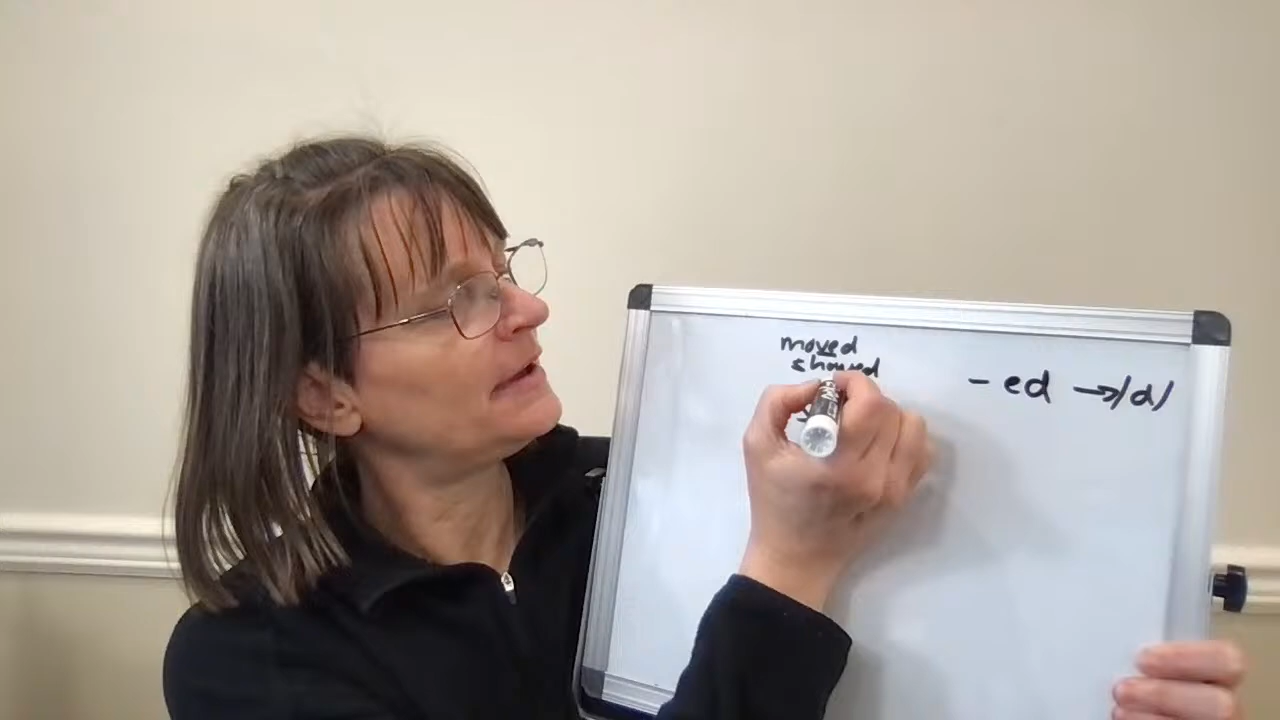 moved
showed
- ed → /d/